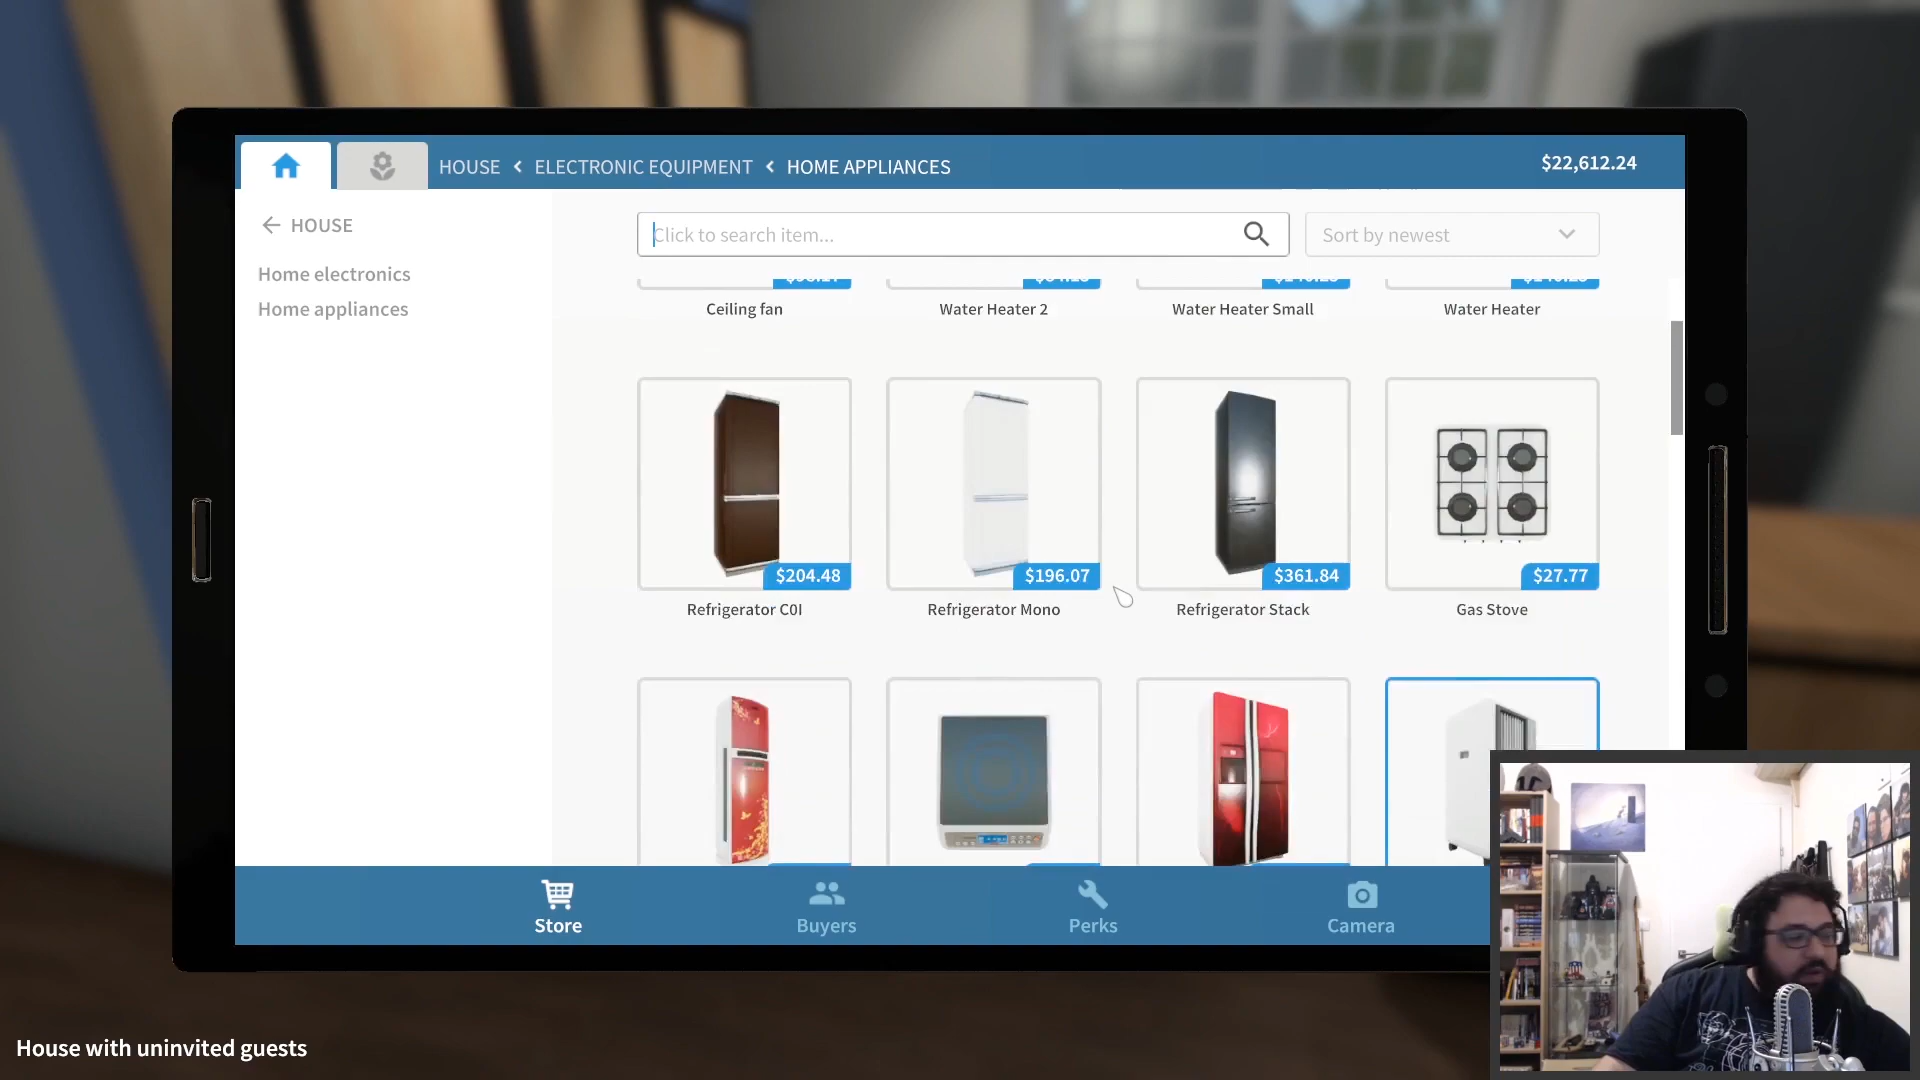 HOUSE < ELECTRONIC EQUIPMENT < HOME APPLIANCES
$22,612.24
HOUSE
Home electronics
Home appliances
Click to search item...
Sort by newest
Ceiling fan
Water Heater 2
Water Heater Small
Water Heater
$204.48
$196.07
$361.84
$27.77
Refrigerator C0I
Refrigerator Mono
Refrigerator Stack
Gas Stove
Store
Buyers
Perks
Camera
House with uninvited guests